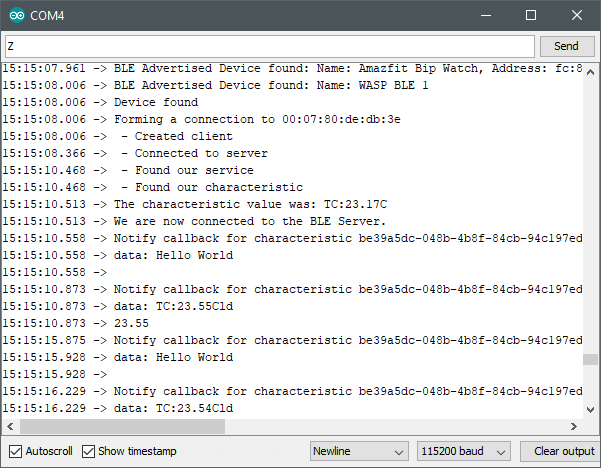 COM4
Z
Send
15:15:07.961 -> BLE Advertised Device found: Name: Amazfit Bip Watch, Address: fc:8
15:15:08.006 -> BLE Advertised Device found: Name: WASP BLE 1
15:15:08.006 -> Device found
15:15:08.006 -> Forming a connection to 00:07:80:de:db:3e
15:15:08.006 ->  - Created client
15:15:08.366 ->  - Connected to server
15:15:10.468 ->  - Found our service
15:15:10.468 ->  - Found our characteristic
15:15:10.513 -> The characteristic value was: TC:23.17C
15:15:10.513 -> We are now connected to the BLE Server.
15:15:10.558 -> Notify callback for characteristic be39a5dc-048b-4b8f-84cb-94c197ed
15:15:10.558 -> data: Hello World
15:15:10.558 ->
15:15:10.873 -> Notify callback for characteristic be39a5dc-048b-4b8f-84cb-94c197ed
15:15:10.873 -> data: TC:23.55Cld
15:15:10.873 -> 23.55
15:15:15.875 -> Notify callback for characteristic be39a5dc-048b-4b8f-84cb-94c197ed
15:15:15.928 -> data: Hello World
15:15:15.928 ->
15:15:16.229 -> Notify callback for characteristic be39a5dc-048b-4b8f-84cb-94c197ed
15:15:16.229 -> data: TC:23.54Cld
Autoscroll Show timestamp Newline 115200 baud Clear output